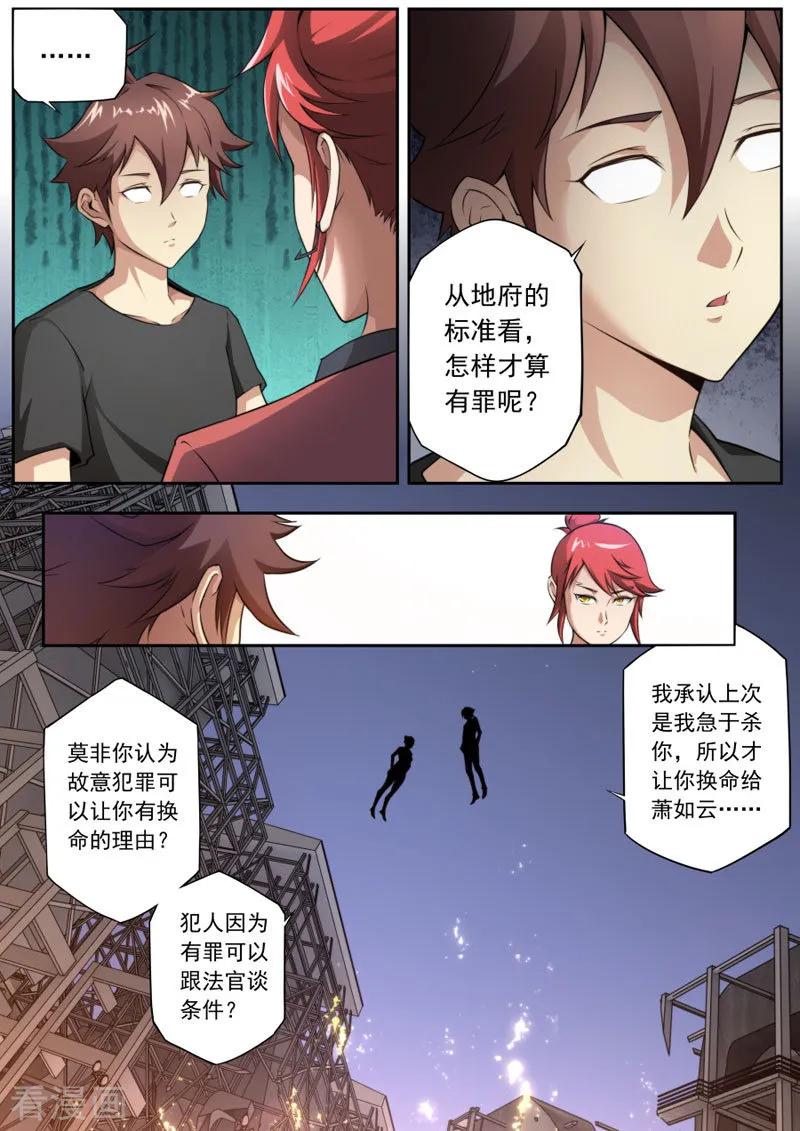 ……
从地府的
标准看，
怎样才算
有罪呢？
我承认上次
是我急于杀
你，所以才
让你换命给
萧如云……
莫非你认为
故意犯罪可
以让你有换
命的理由？
犯人因为
有罪可以
跟法官谈
条件？
看漫画